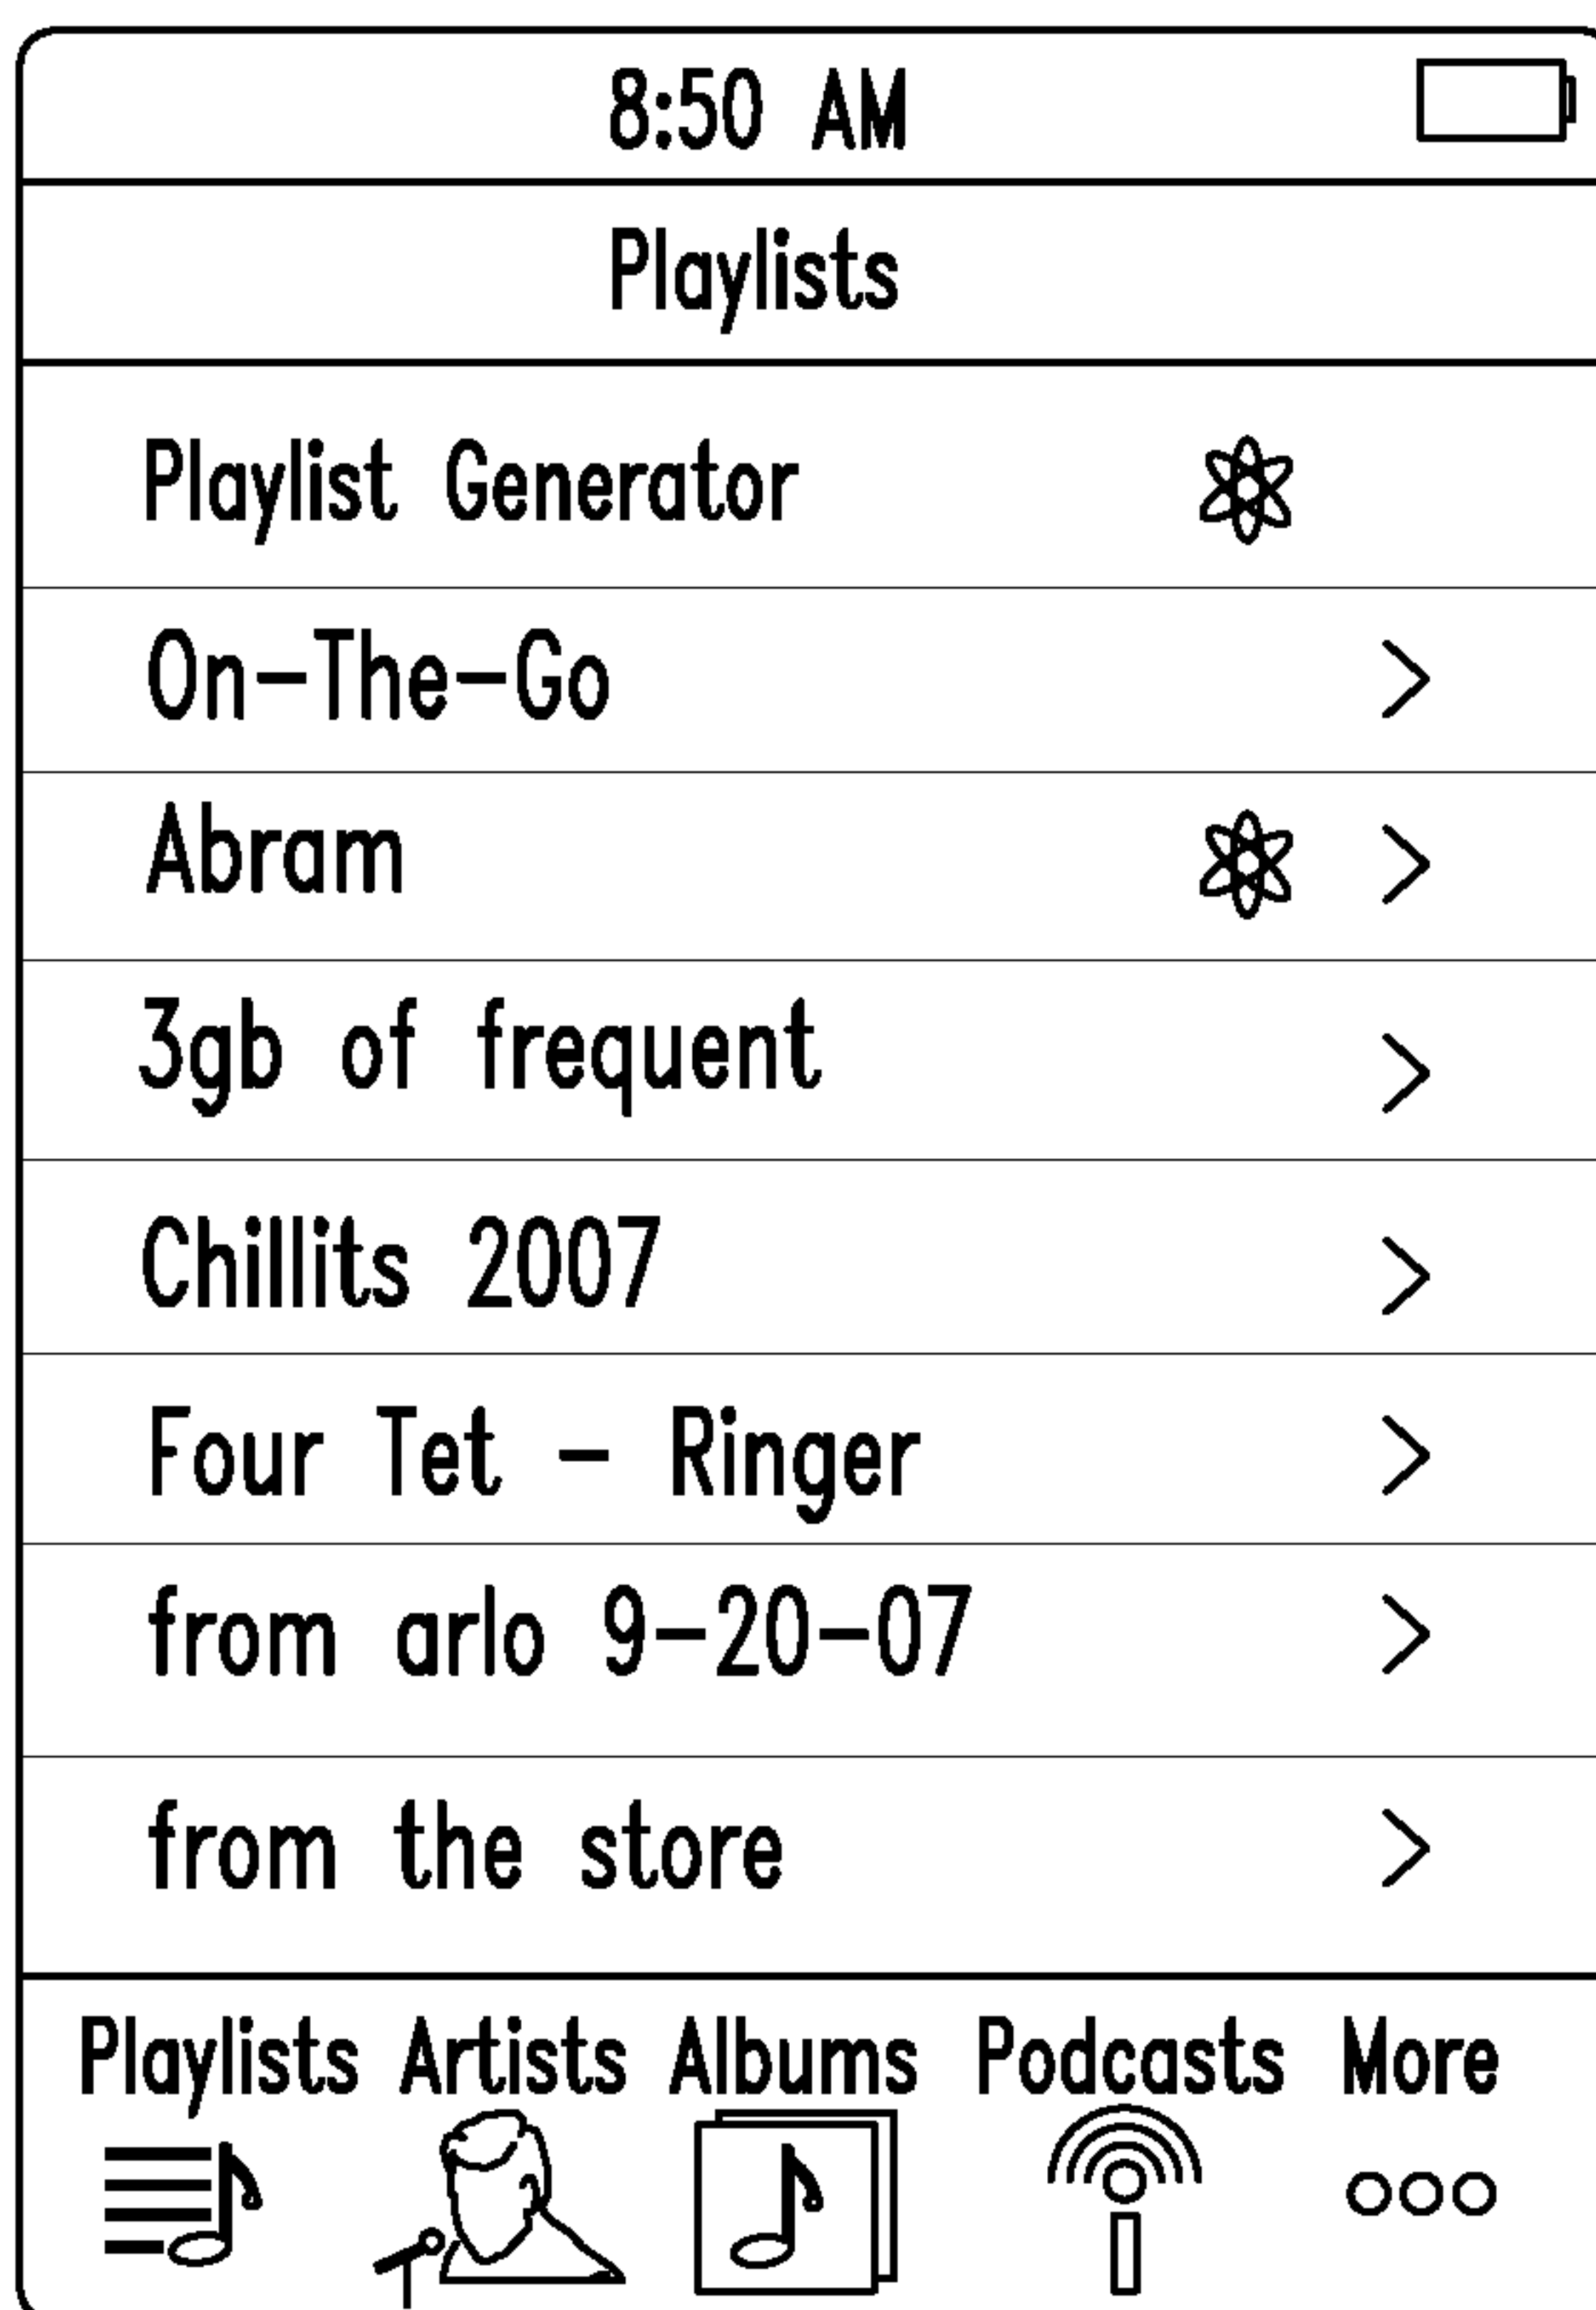 8:50 AM
Playlists
Playlist Generator
On-The-Go
Abram
3gb of frequent
Chillits 2007
Four Tet - Ringer
from arlo 9-20-07
from the store
Playlists Artists Albums Podcasts More